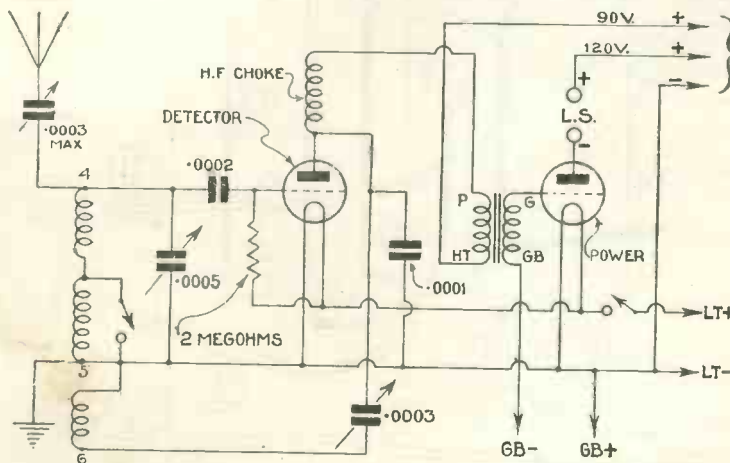 90V.
+
120V.
+
-
H.F CHOKE
+
L.S.
-
DETECTOR
.0003
MAX
.0002
4
P
G
HT
GB
POWER
.0005
.0001
2 MEGOHMS
LT+
5
LT-
.0003
6
GB-
GB+